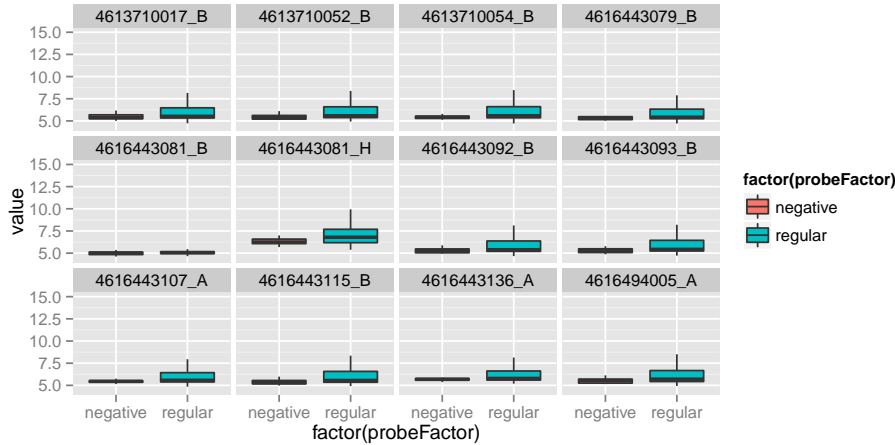 4613710017_B 4613710052_B 4613710054_B 4616443079_B
15.0
12.5
10.0
7.5
5.0
4616443081_B 4616443081_H 4616443092_B 4616443093_B
15.0
12.5
10.0
7.5
5.0
4616443107_A 4616443115_B 4616443136_A 4616494005_A
15.0
12.5
10.0
7.5
5.0
value
negative regular negative regular negative regular negative regular
factor(probeFactor)
factor(probeFactor)
negative
regular